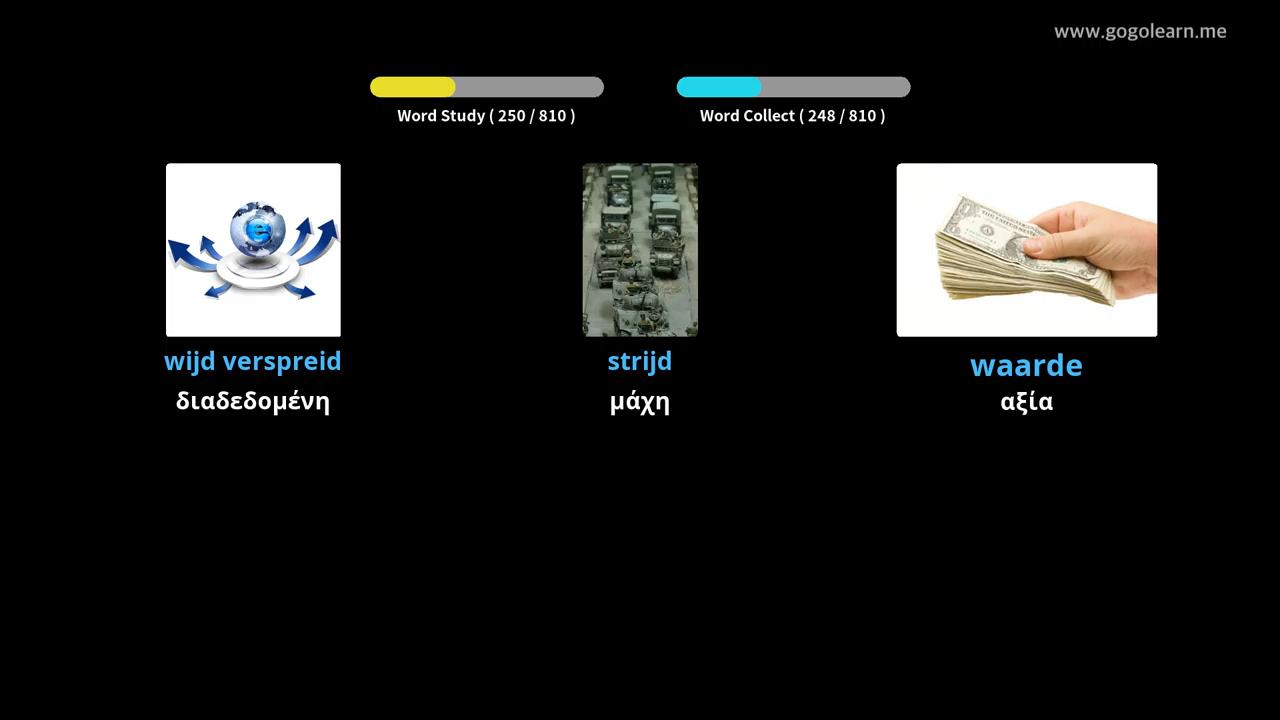 www.gogolearn.me
Word Study ( 250 / 810 )
Word Collect ( 248 / 810 )
wijd verspreid
διαδεδομένη
strijd
μάχη
waarde
αξία